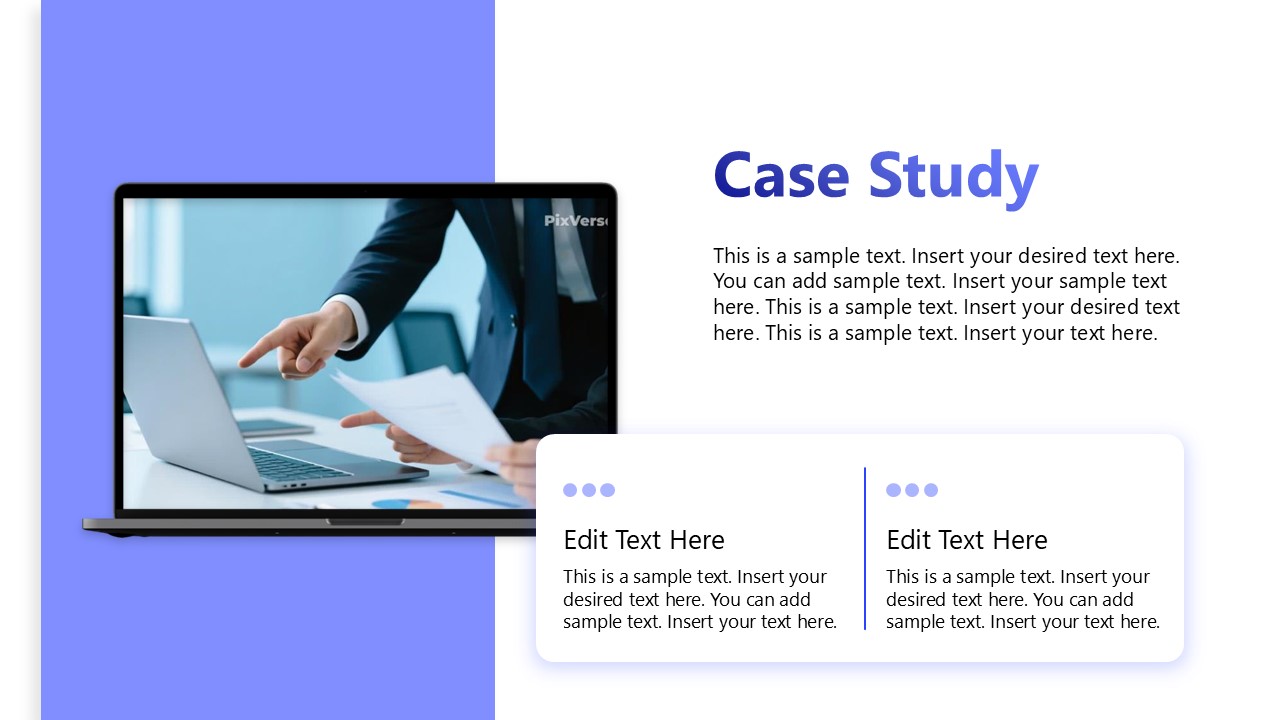 PixVers
Case Study
This is a sample text. Insert your desired text here.
You can add sample text. Insert your sample text
here. This is a sample text. Insert your desired text
here. This is a sample text. Insert your text here.
Edit Text Here
This is a sample text. Insert your
desired text here. You can add
sample text. Insert your text here.
Edit Text Here
This is a sample text. Insert your
desired text here. You can add
sample text. Insert your text here.